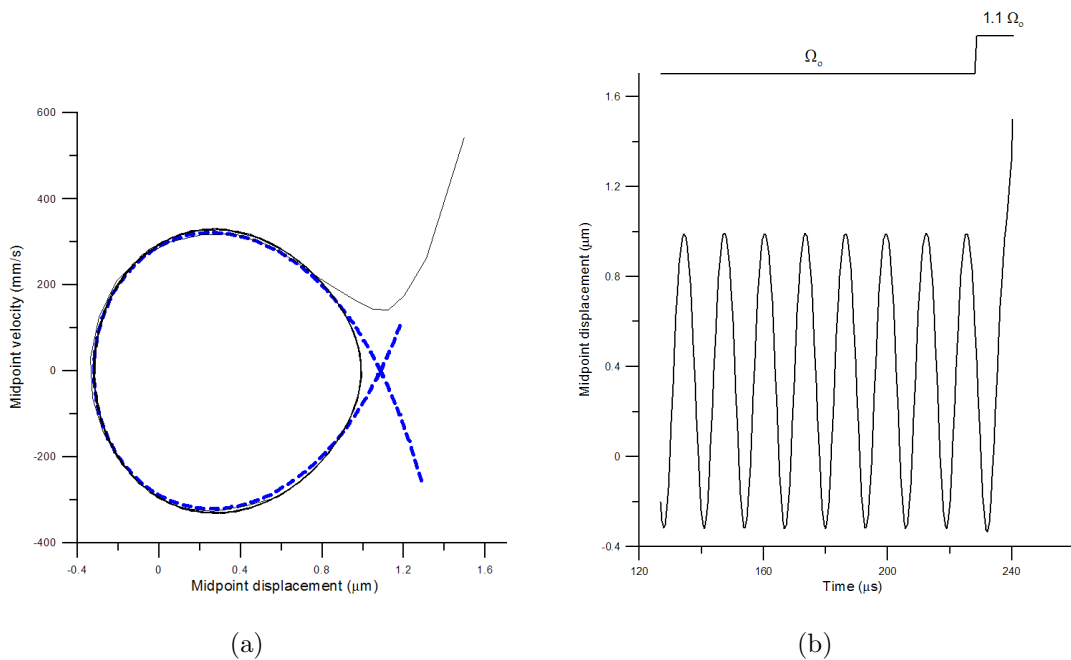 1.1 Ωₒ
Ωₒ
600
400
200
0
-200
-400
Midpoint velocity (mm/s)
-0.4
0
0.4
0.8
1.2
1.6
Midpoint displacement (μm)
(a)
1.6
1.2
0.8
0.4
0
-0.4
Midpoint displacement (μm)
120
160
200
240
Time (μs)
(b)